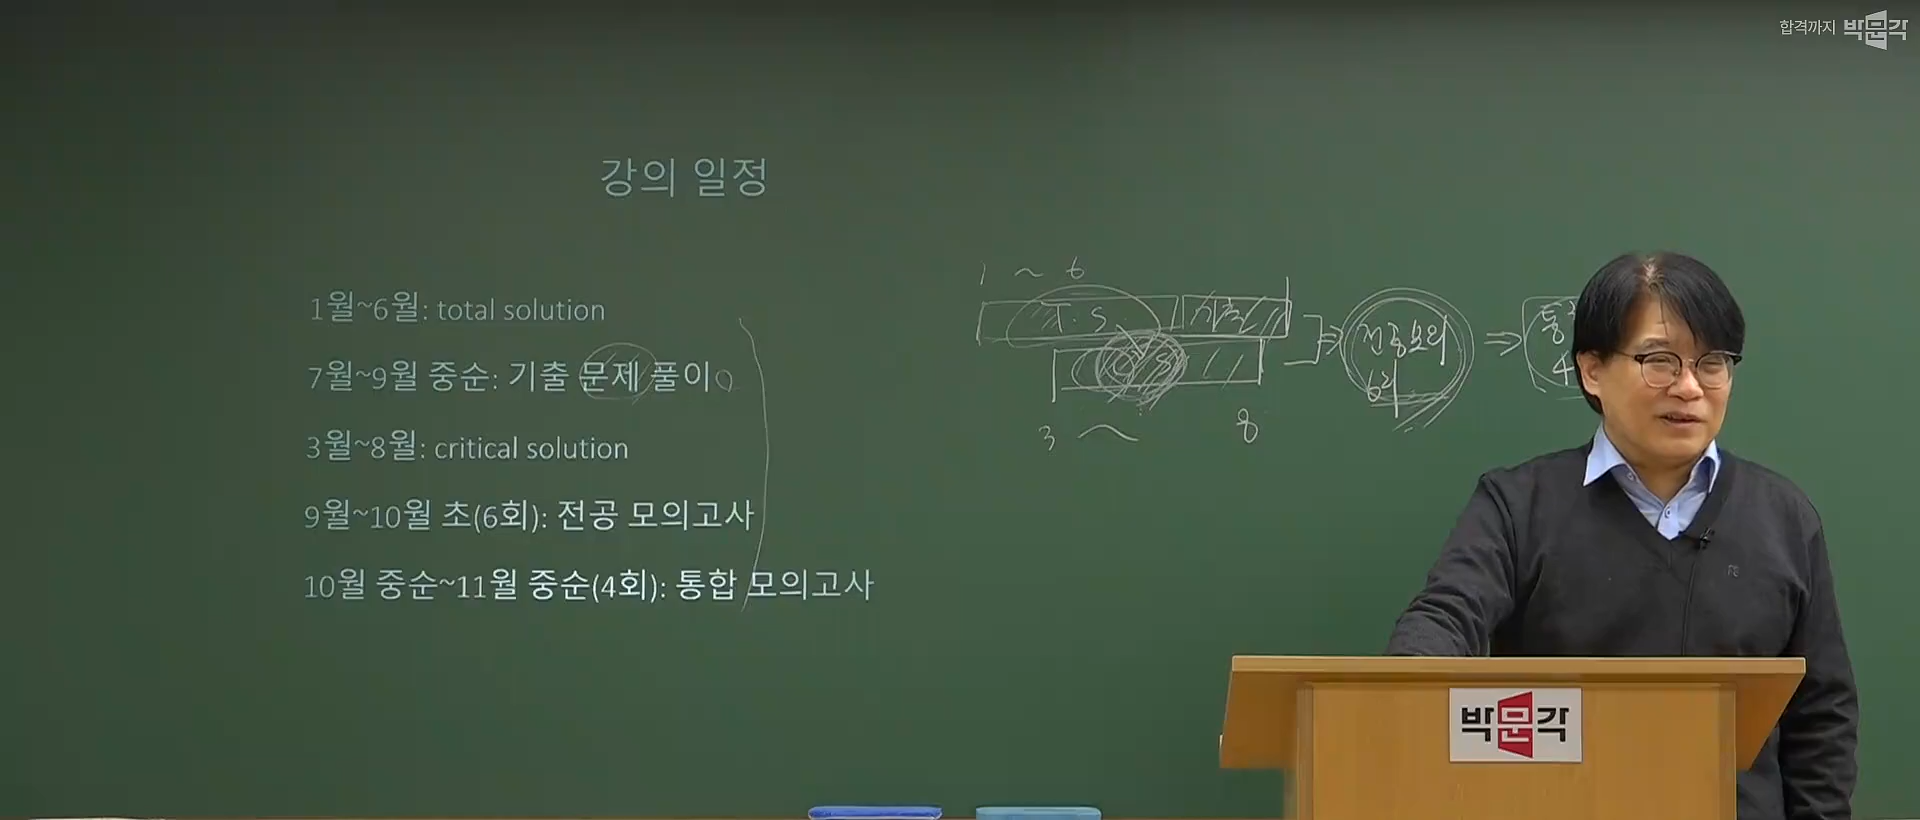 합격까지 박문각
강의 일정
1월~6월: total solution
7월~9월 중순: 기출 문제 풀이
3월~8월: critical solution
9월~10월 초(6회): 전공 모의고사
10월 중순~11월 중순(4회): 통합 모의고사
1 ~ 6
T. S. 기출
C S
3 ~ 8
전공모의
6회
통
4
박문각